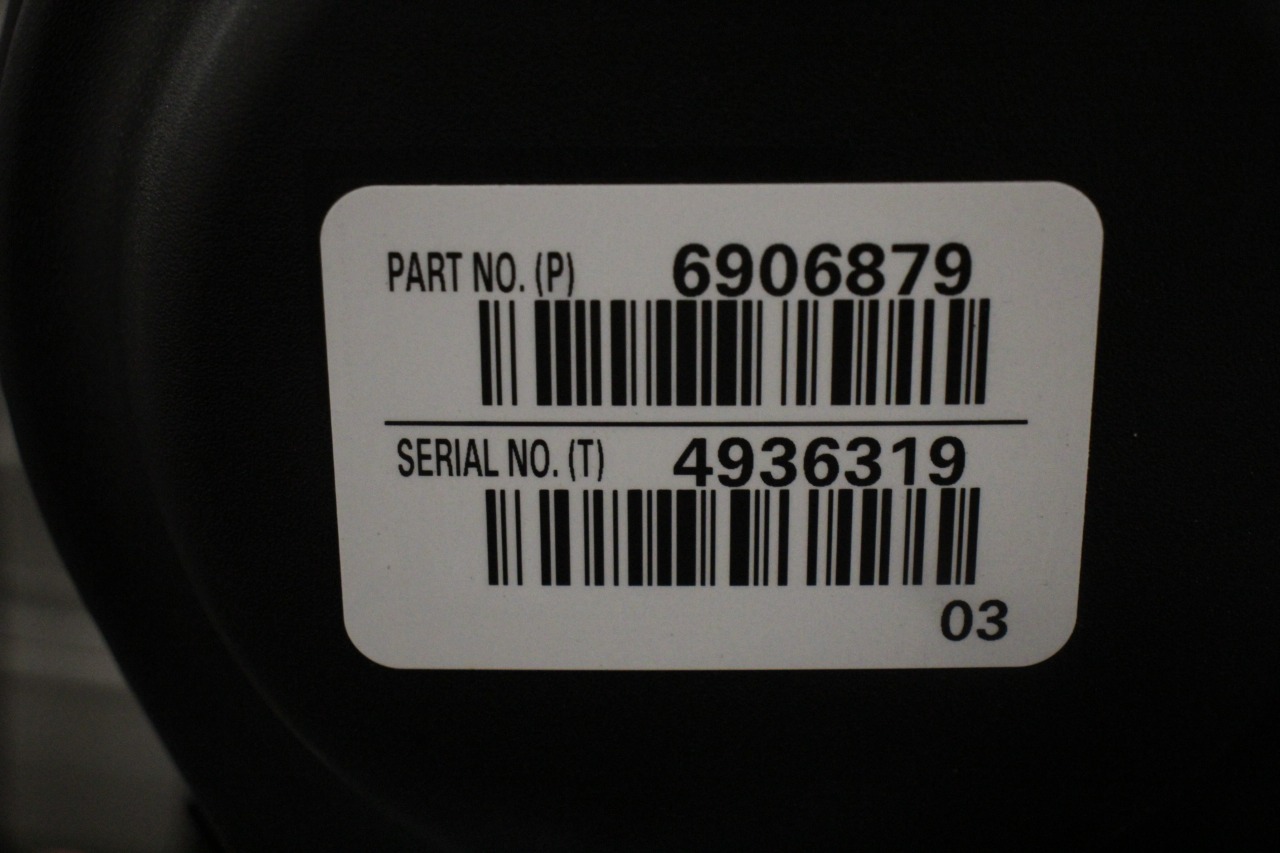 PART NO. (P) 6906879
SERIAL NO. (T) 4936319
03